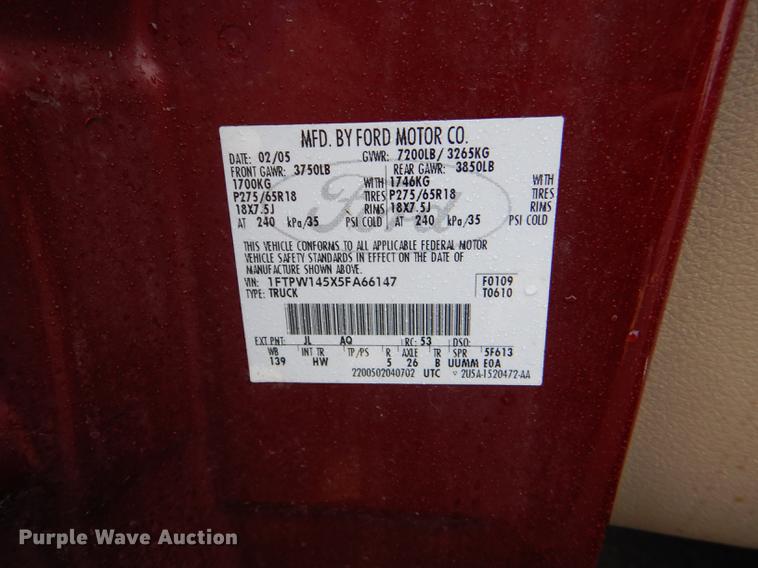 MFD. BY FORD MOTOR CO.
DATE: 02/05 GVWR: 7200LB/ 3265KG
FRONT GAWR: 3750LB REAR GAWR: 3850LB
1700KG WITH 1746KG WITH
P275/65R18 TIRES P275/65R18 TIRES
18X7.5J RIMS 18X7.5J RIMS
AT 240 kPa/35 PSI COLD AT 240 kPa/35 PSI COLD
Ford
THIS VEHICLE CONFORMS TO ALL APPLICABLE FEDERAL MOTOR
VEHICLE SAFETY STANDARDS IN EFFECT ON THE DATE OF
MANUFACTURE SHOWN ABOVE.
VIN: 1FTPW145X5FA66147 F0109
TYPE: TRUCK T0610
EXT PNT: JL AQ RC: 53 DSO:
WB INT TR TP/PS R AXLE TR SPR 5F613
139 HW 5 26 B UUMM E0A
2200502040702 UTC 2U5A-1520472-AA
Purple Wave Auction